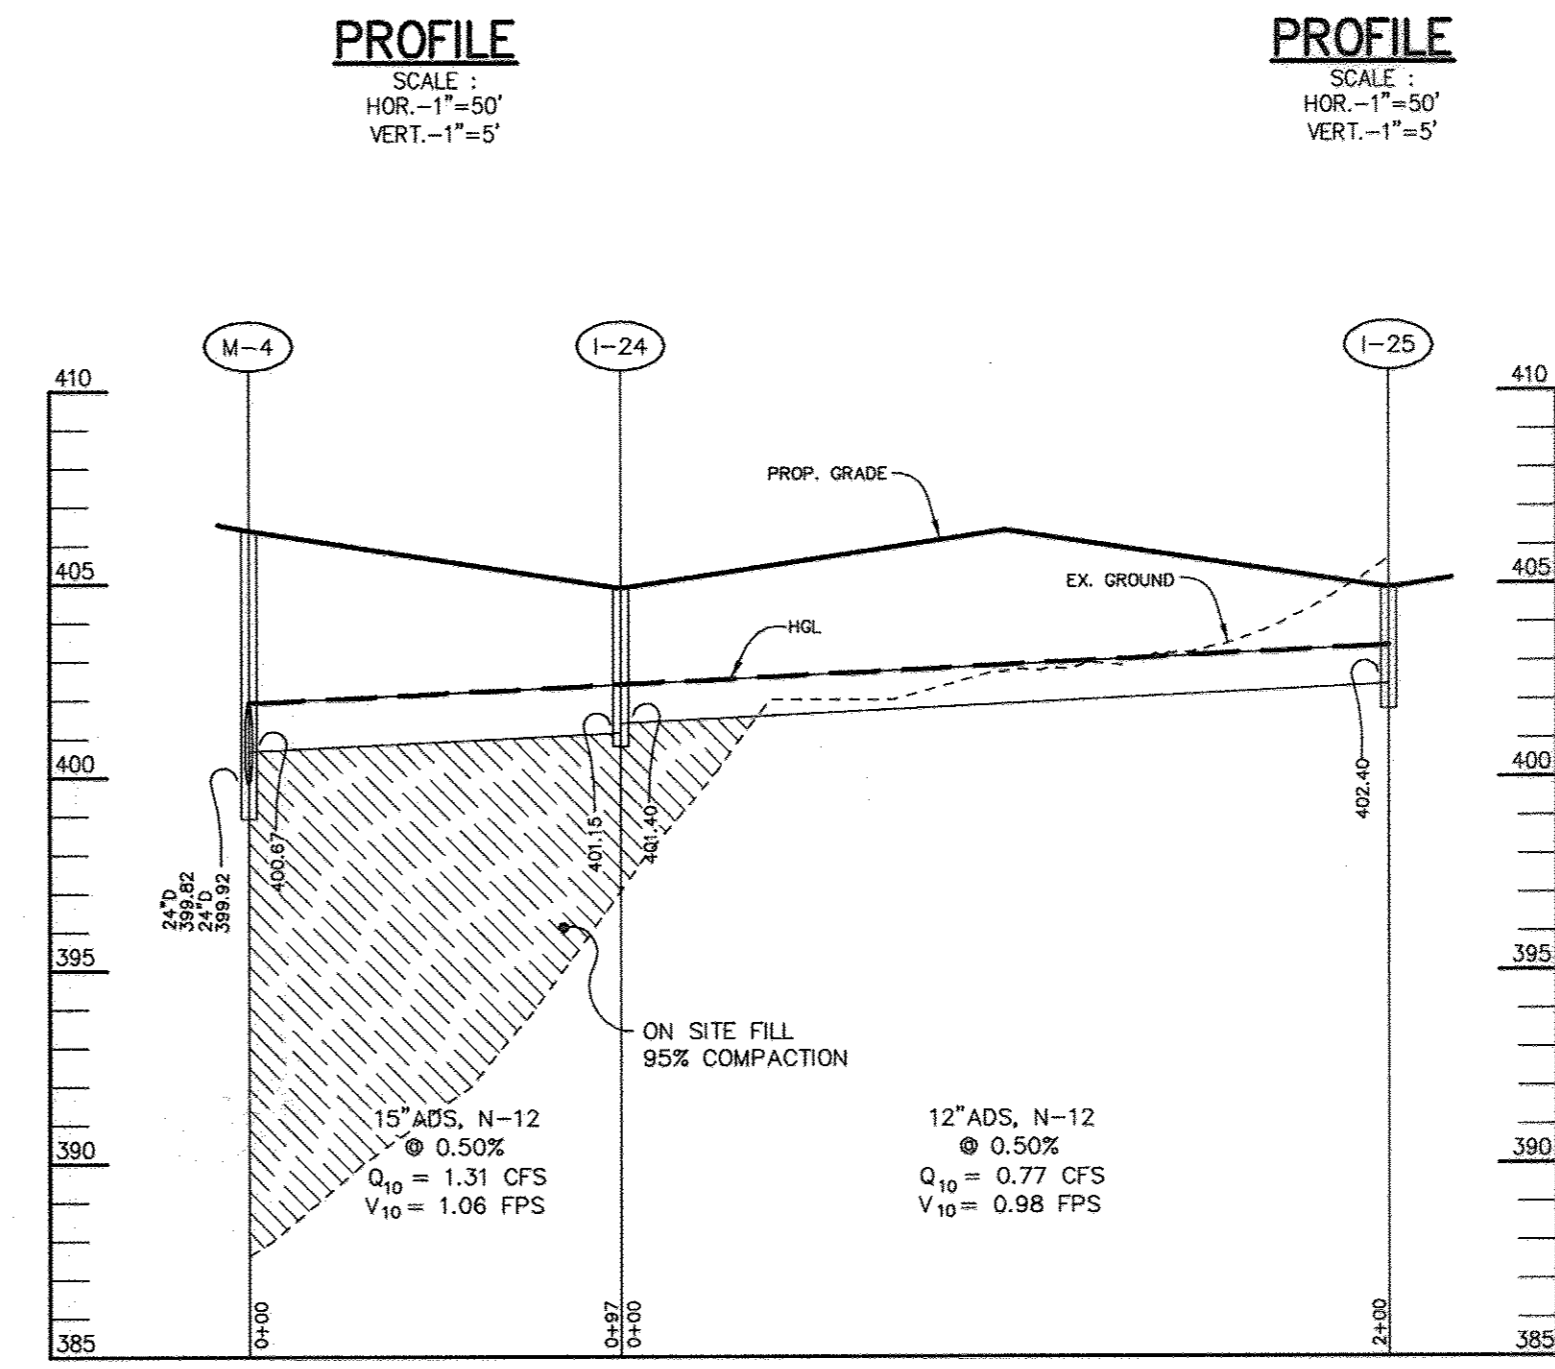 PROFILE
SCALE :
HOR.-1"=50'
VERT.-1"=5'
PROFILE
SCALE :
HOR.-1"=50'
VERT.-1"=5'
M-4
I-24
I-25
410
410
PROP. GRADE
405
EX. GROUND
405
HGL
400
400
24"D
399.82
24"D
399.92
400.67
401.15
401.40
402.40
395
395
ON SITE FILL
95% COMPACTION
15"ADS, N-12
@ 0.50%
Q10 = 1.31 CFS
V10 = 1.06 FPS
12"ADS, N-12
@ 0.50%
Q10 = 0.77 CFS
V10 = 0.98 FPS
390
390
0+00
0+97
0+00
2+00
385
385